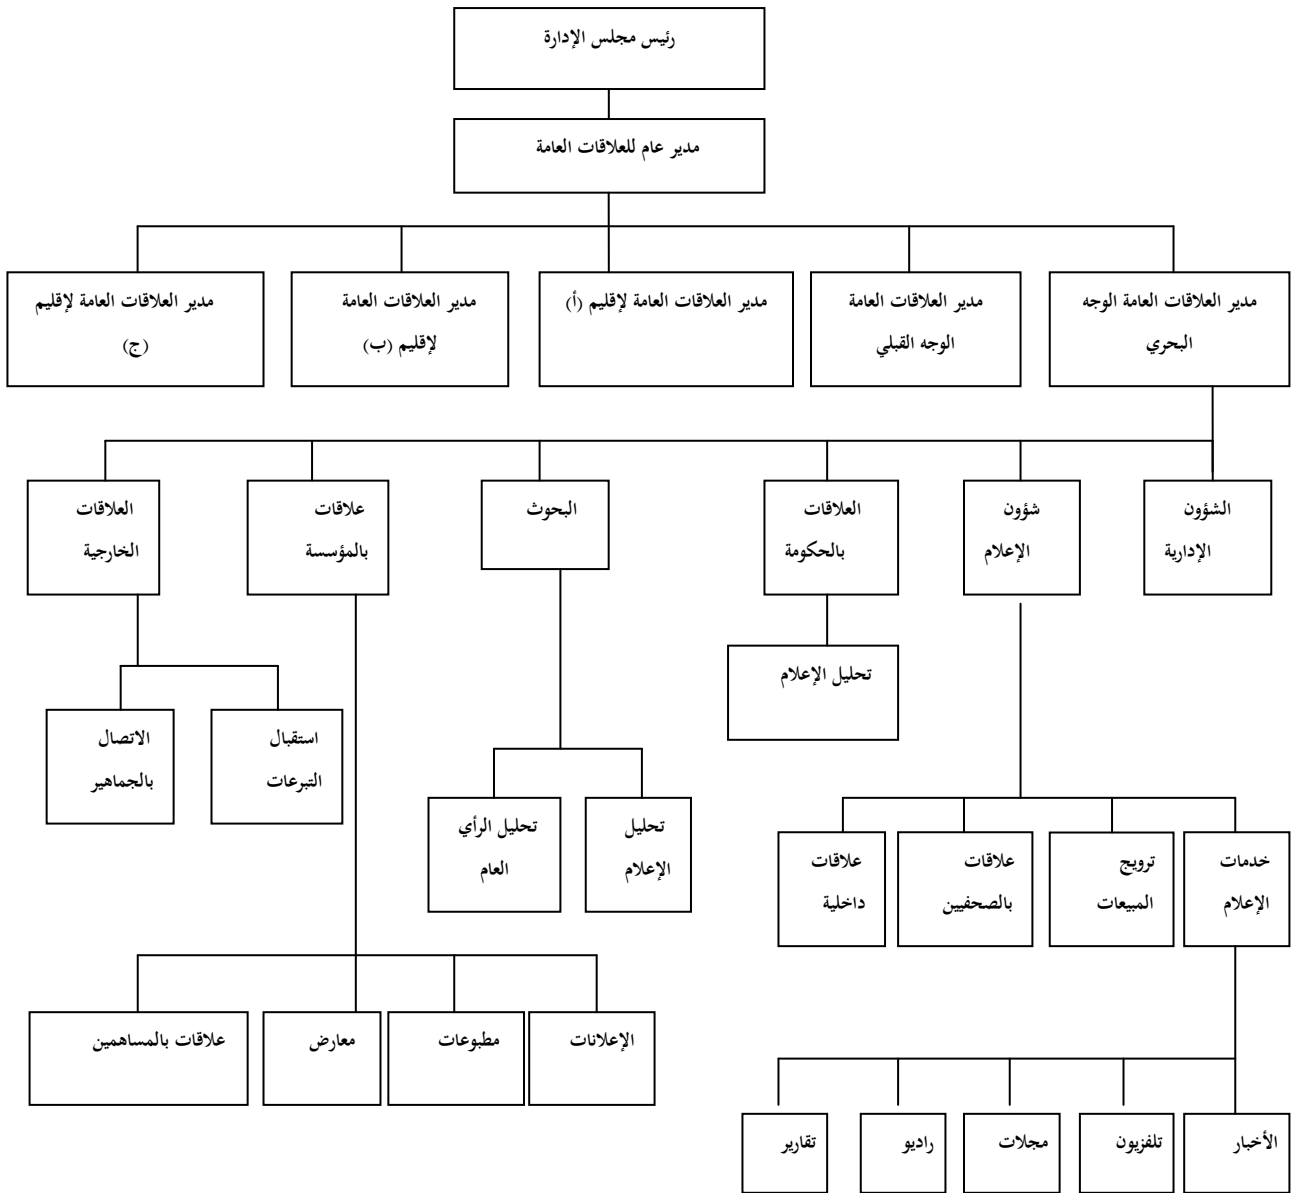 رئيس مجلس الإدارة
مدير عام للعلاقات العامة
مدير العلاقات العامة الوجه
البحري
مدير العلاقات العامة
الوجه القبلي
مدير العلاقات العامة لإقليم (أ)
مدير العلاقات العامة
لإقليم (ب)
مدير العلاقات العامة لإقليم
(ج)
الشؤون
الإدارية
شؤون
الإعلام
العلاقات
بالحكومة
البحوث
علاقات
بالمؤسسة
العلاقات
الخارجية
تحليل الإعلام
استقبال
التبرعات
الاتصال
بالجماهير
تحليل
الإعلام
تحليل الرأي
العام
خدمات
الإعلام
ترويج
المبيعات
علاقات
بالصحفيين
علاقات
داخلية
الإعلانات
مطبوعات
معارض
علاقات بالمساهمين
الأخبار
تلفزيون
مجلات
راديو
تقارير